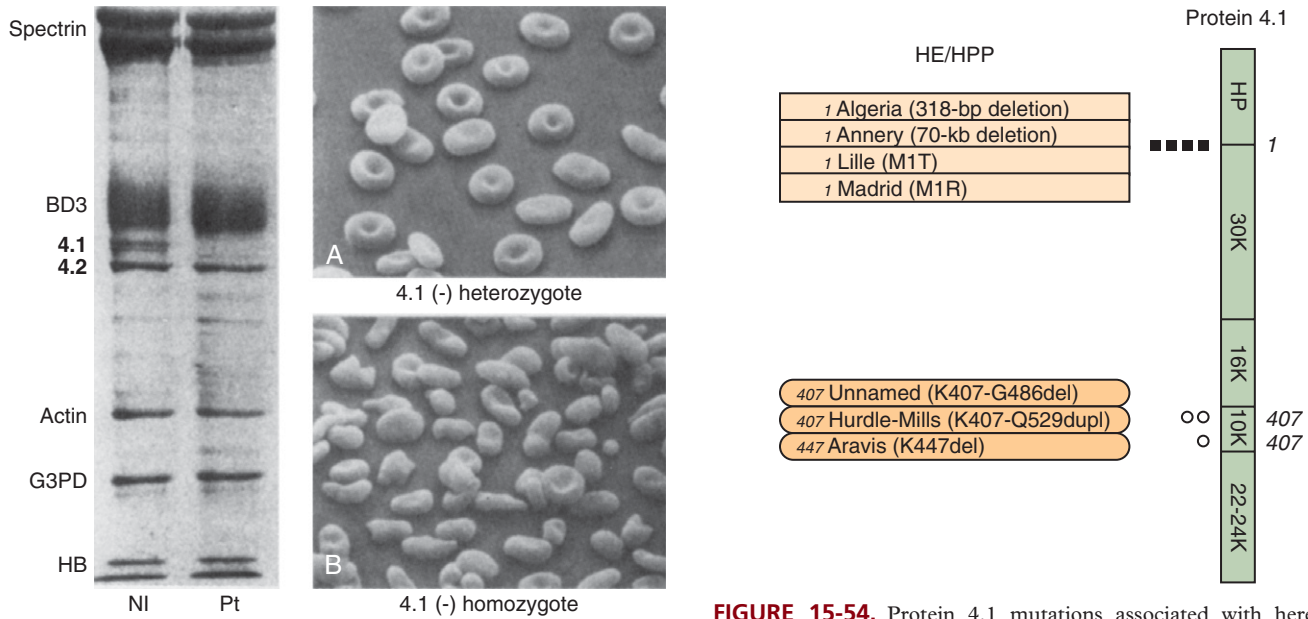 Spectrin
BD3
4.1
4.2
Actin
G3PD
HB
Nl
Pt
A
4.1 (-) heterozygote
B
4.1 (-) homozygote
Protein 4.1
HE/HPP
1 Algeria (318-bp deletion)
1 Annery (70-kb deletion)
1 Lille (M1T)
1 Madrid (M1R)
HP
1
30K
16K
407 Unnamed (K407-G486del)
407 Hurdle-Mills (K407-Q529dupl)
447 Aravis (K447del)
10K
407
407
22-24K
FIGURE 15-54. Protein 4.1 mutations associated with here